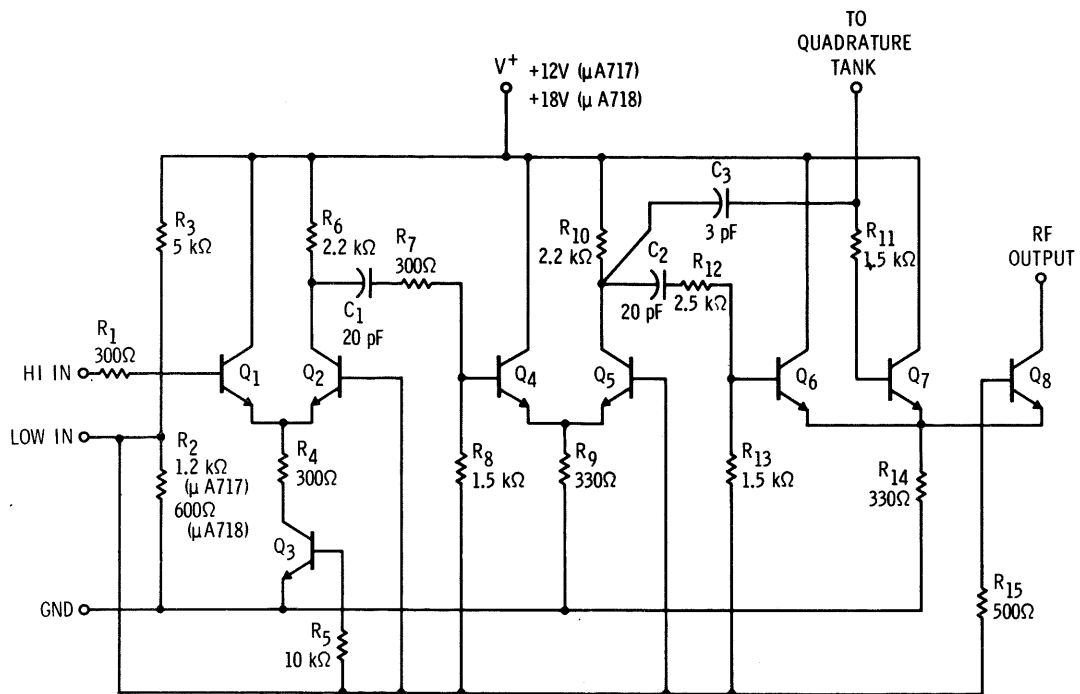 TO
QUADRATURE
TANK
V+ +12V (μA717)
+18V (μA718)
C3
3 pF
R3
5 kΩ
R6
2.2 kΩ
R7
300Ω
C1
20 pF
R10
2.2 kΩ
C2
20 pF
R12
2.5 kΩ
R11
1.5 kΩ
RF
OUTPUT
R1
300Ω
HI IN
Q1
Q2
Q4
Q5
Q6
Q7
Q8
LOW IN
R2
1.2 kΩ
(μA717)
600Ω
(μA718)
R4
300Ω
R8
1.5 kΩ
R9
330Ω
R13
1.5 kΩ
R14
330Ω
Q3
GND
R5
10 kΩ
R15
500Ω